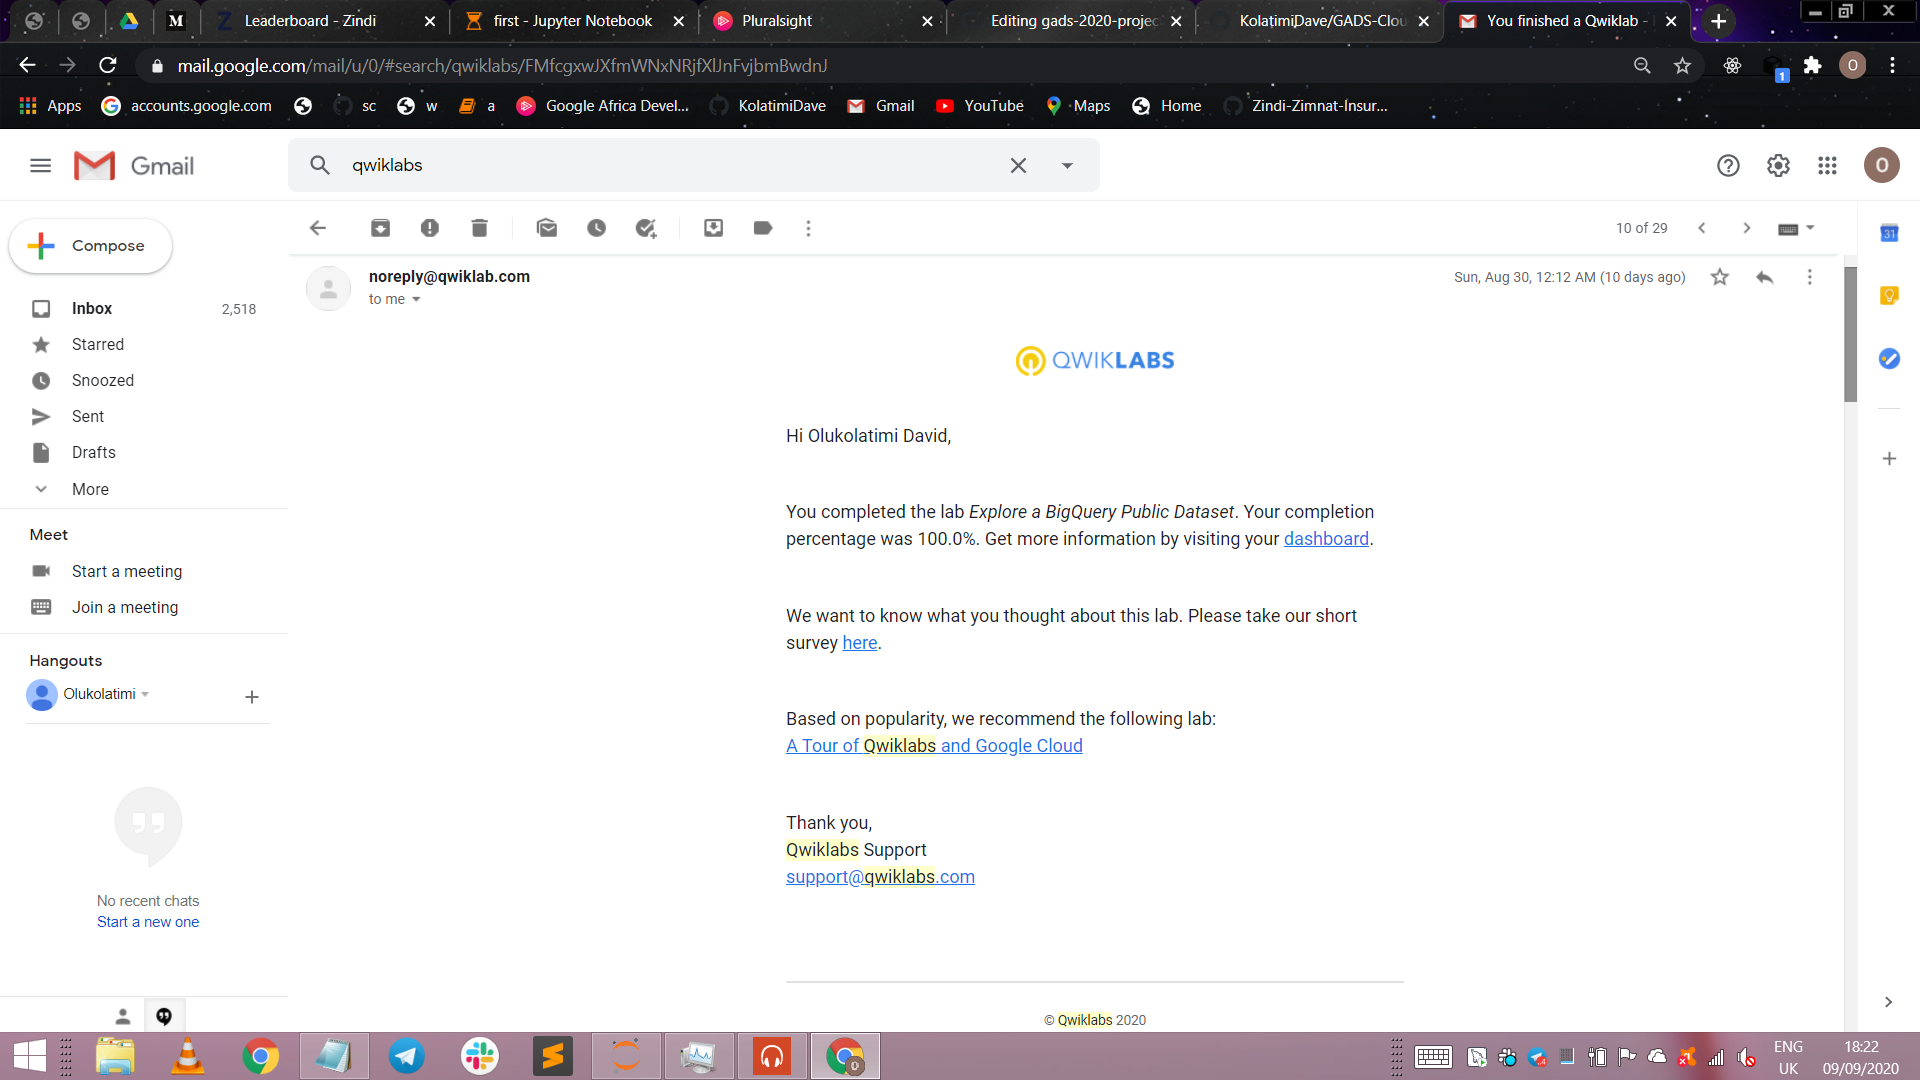 Leaderboard - Zindi
first - Jupyter Notebook
Pluralsight
Editing gads-2020-projec
KolatimiDave/GADS-Clou
You finished a Qwiklab -
mail.google.com/mail/u/0/#search/qwiklabs/FMfcgxwJXfmWNxNRjfXlJnFvjbmBwdnJ
1
O
Apps
accounts.google.com
sc
w
a
Google Africa Devel...
KolatimiDave
Gmail
YouTube
Maps
Home
Zindi-Zimnat-Insur...
Gmail
qwiklabs
O
Compose
10 of 29
31
noreply@qwiklab.com
to me
Sun, Aug 30, 12:12 AM (10 days ago)
Inbox 2,518
Starred
Snoozed
Sent
Drafts
More
Meet
Start a meeting
Join a meeting
Hangouts
Olukolatimi
No recent chats
Start a new one
QWIKLABS
Hi Olukolatimi David,
You completed the lab Explore a BigQuery Public Dataset. Your completion
percentage was 100.0%. Get more information by visiting your dashboard.
We want to know what you thought about this lab. Please take our short
survey here.
Based on popularity, we recommend the following lab:
A Tour of Qwiklabs and Google Cloud
Thank you,
Qwiklabs Support
support@qwiklabs.com
© Qwiklabs 2020
ENG
UK
18:22
09/09/2020